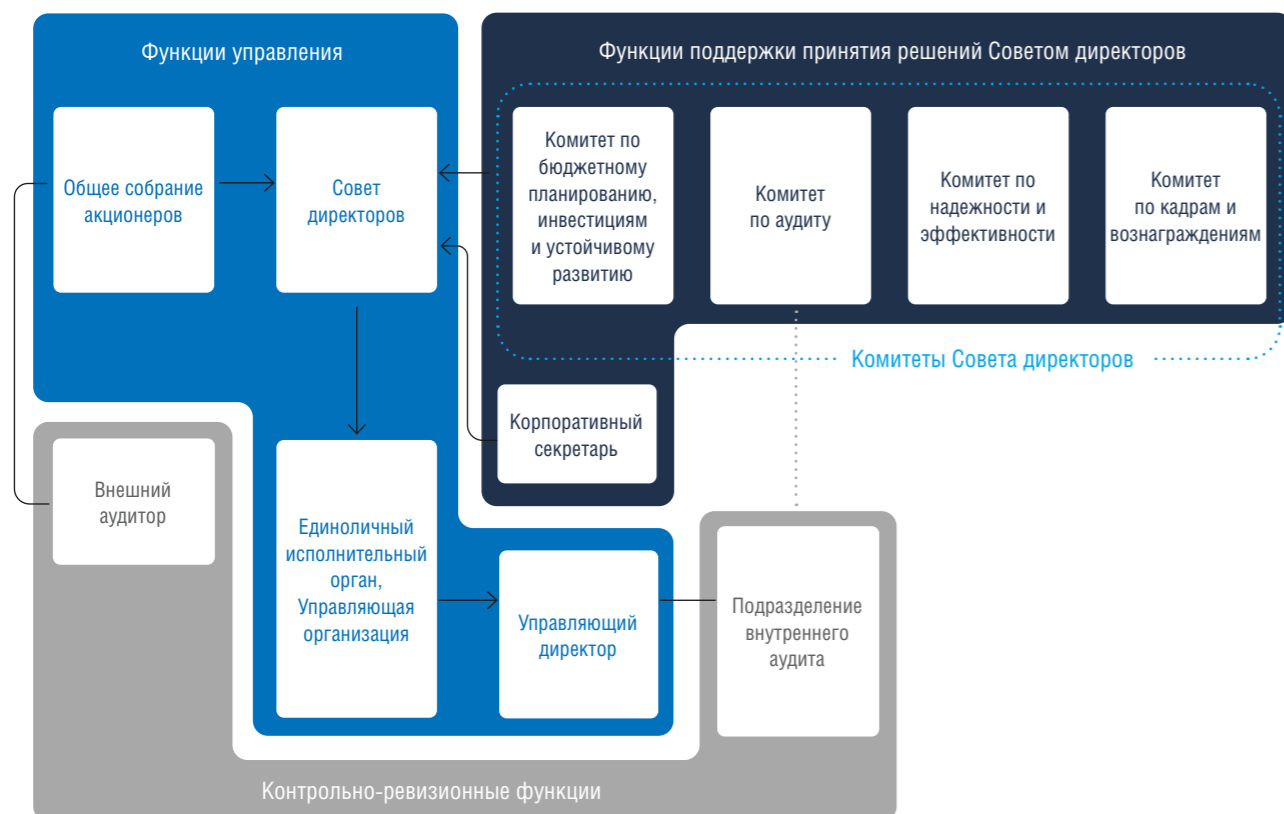 Функции управления
Общее собрание
акционеров
Совет
директоров
Функции поддержки принятия решений Советом директоров
Комитет по
бюджетному
планированию,
инвестициям
и устойчивому
развитию
Комитет
по аудиту
Комитет по
надежности и
эффективности
Комитет
по кадрам и
вознаграждениям
Комитеты Совета директоров
Корпоративный
секретарь
Внешний
аудитор
Единоличный
исполнительный
орган,
Управляющая
организация
Управляющий
директор
Подразделение
внутреннего
аудита
Контрольно-ревизионные функции